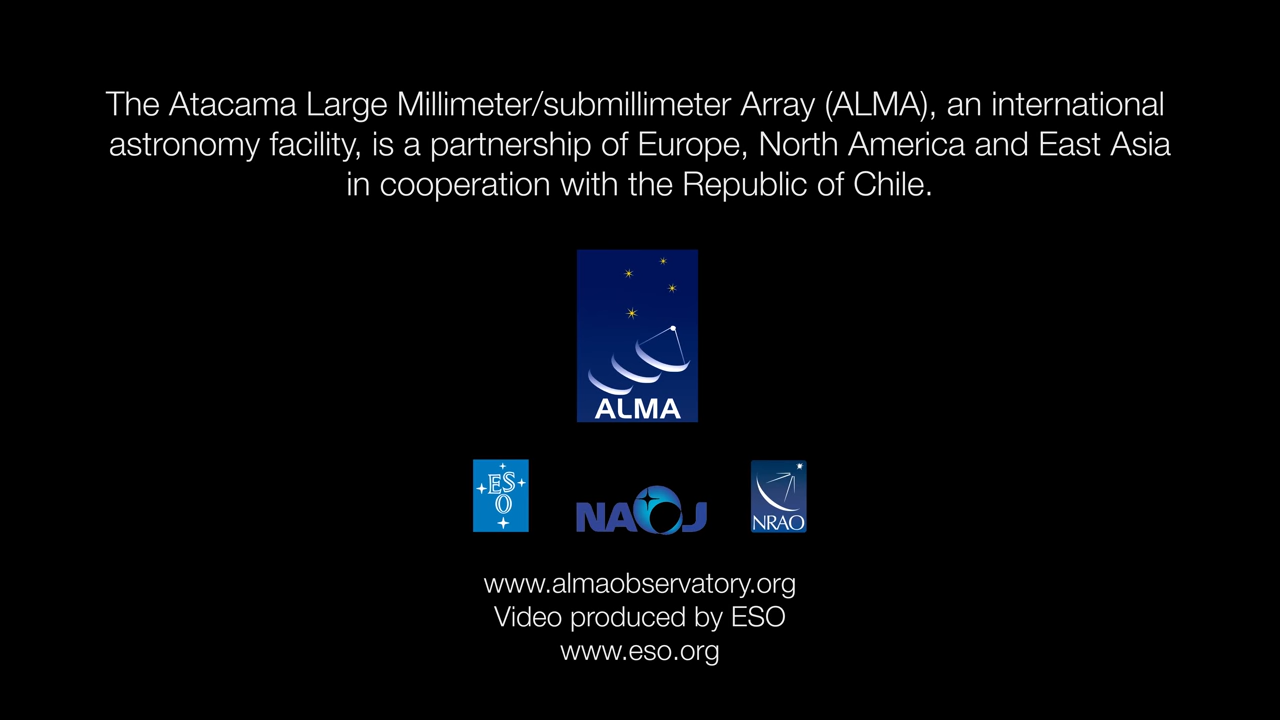 The Atacama Large Millimeter/submillimeter Array (ALMA), an international
astronomy facility, is a partnership of Europe, North America and East Asia
in cooperation with the Republic of Chile.
ALMA
ESO
NAOJ
NRAO
www.almaobservatory.org
Video produced by ESO
www.eso.org